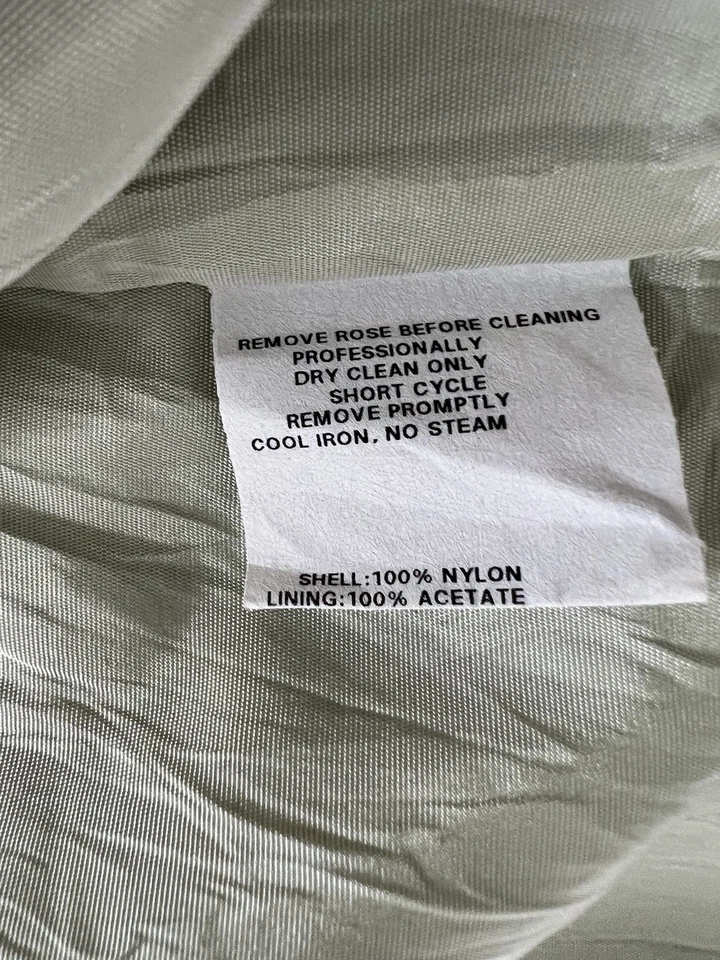 REMOVE ROSE BEFORE CLEANING
PROFESSIONALLY
DRY CLEAN ONLY
SHORT CYCLE
REMOVE PROMPTLY
COOL IRON, NO STEAM
SHELL:100% NYLON
LINING:100% ACETATE